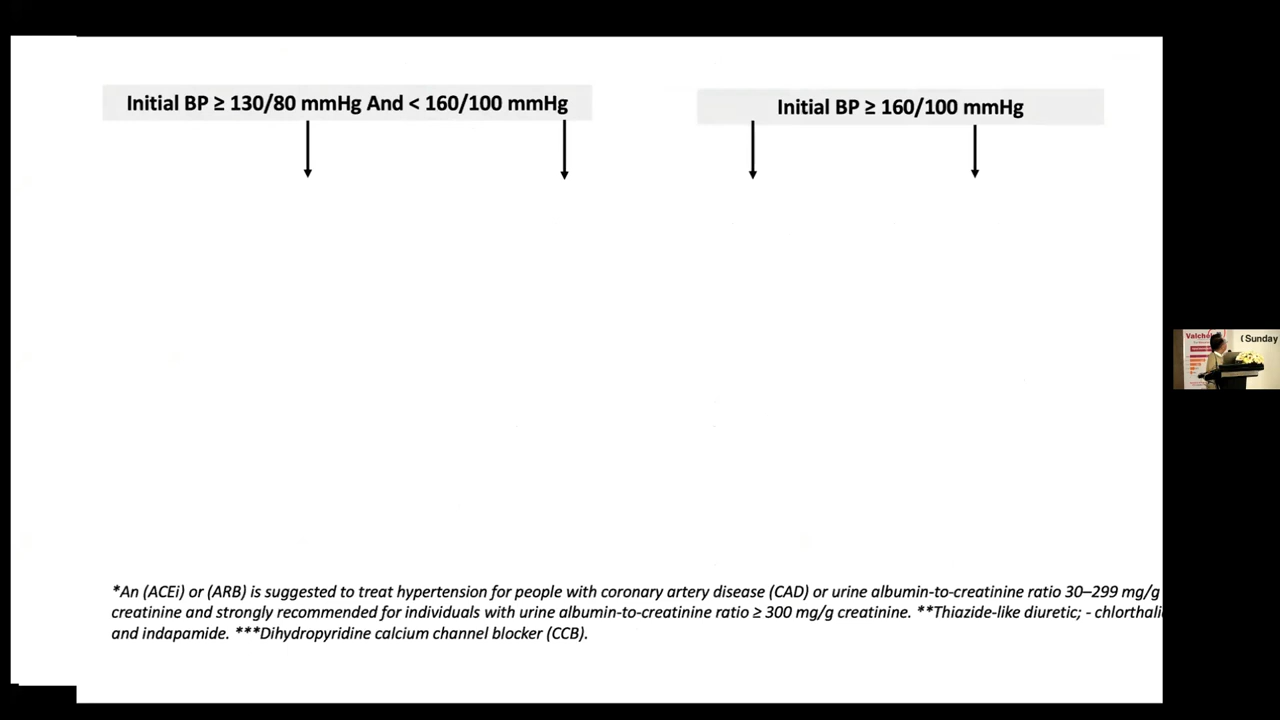 Initial BP ≥ 130/80 mmHg And < 160/100 mmHg
Initial BP ≥ 160/100 mmHg
*An (ACEi) or (ARB) is suggested to treat hypertension for people with coronary artery disease (CAD) or urine albumin-to-creatinine ratio 30–299 mg/g
creatinine and strongly recommended for individuals with urine albumin-to-creatinine ratio ≥ 300 mg/g creatinine. **Thiazide-like diuretic; - chlorthali
and indapamide. ***Dihydropyridine calcium channel blocker (CCB).
Sunday